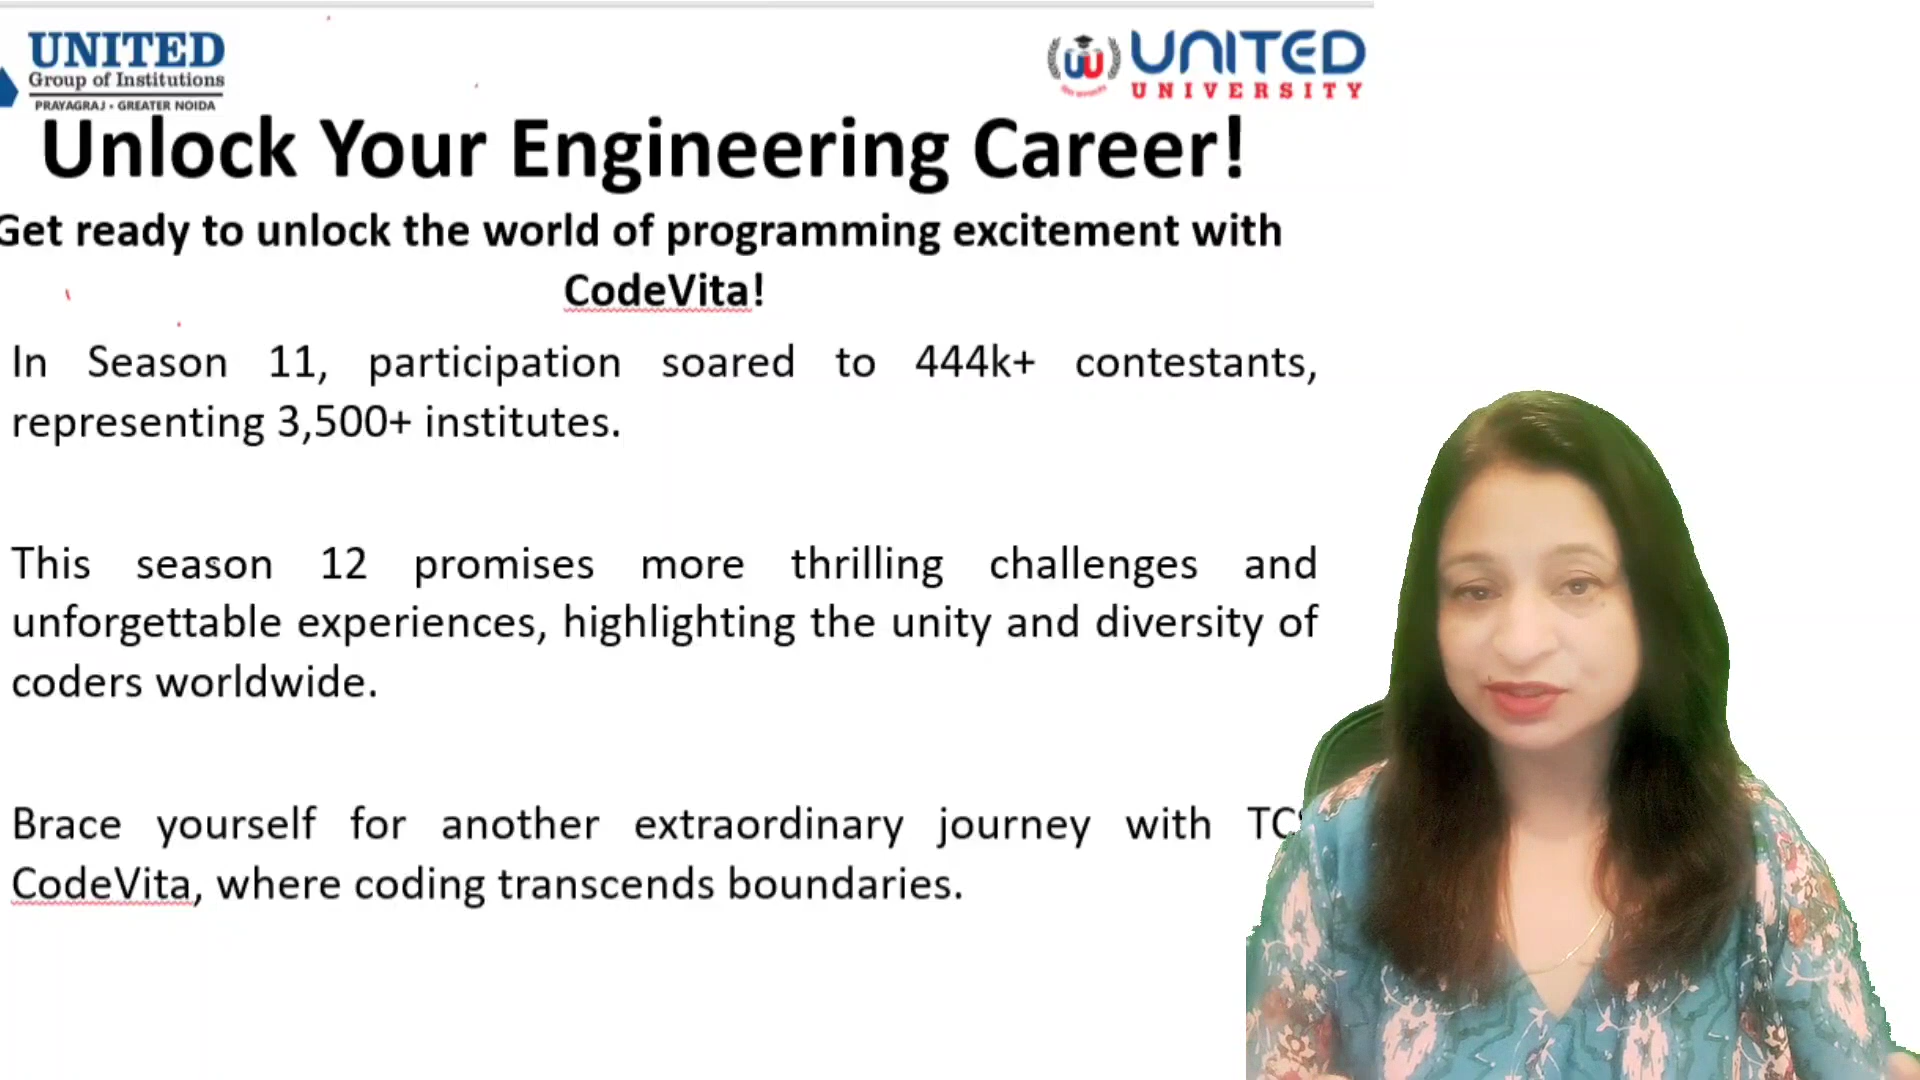 UNITED
Group of Institutions
PRAYAGRAJ • GREATER NOIDA
UNITED
UNIVERSITY
Unlock Your Engineering Career!
Get ready to unlock the world of programming excitement with
CodeVita!
In Season 11, participation soared to 444k+ contestants,
representing 3,500+ institutes.
This season 12 promises more thrilling challenges and
unforgettable experiences, highlighting the unity and diversity of
coders worldwide.
Brace yourself for another extraordinary journey with TCS
CodeVita, where coding transcends boundaries.